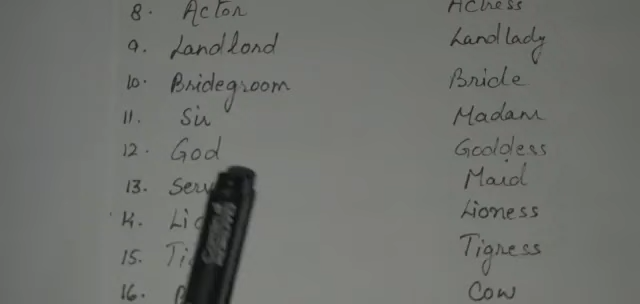 8. Actor Actress
9. Landlord Landlady
10. Bridegroom Bride
11. Sir Madam
12. God Goddess
13. Maid
14. Lioness
15. Tigress
16. Cow